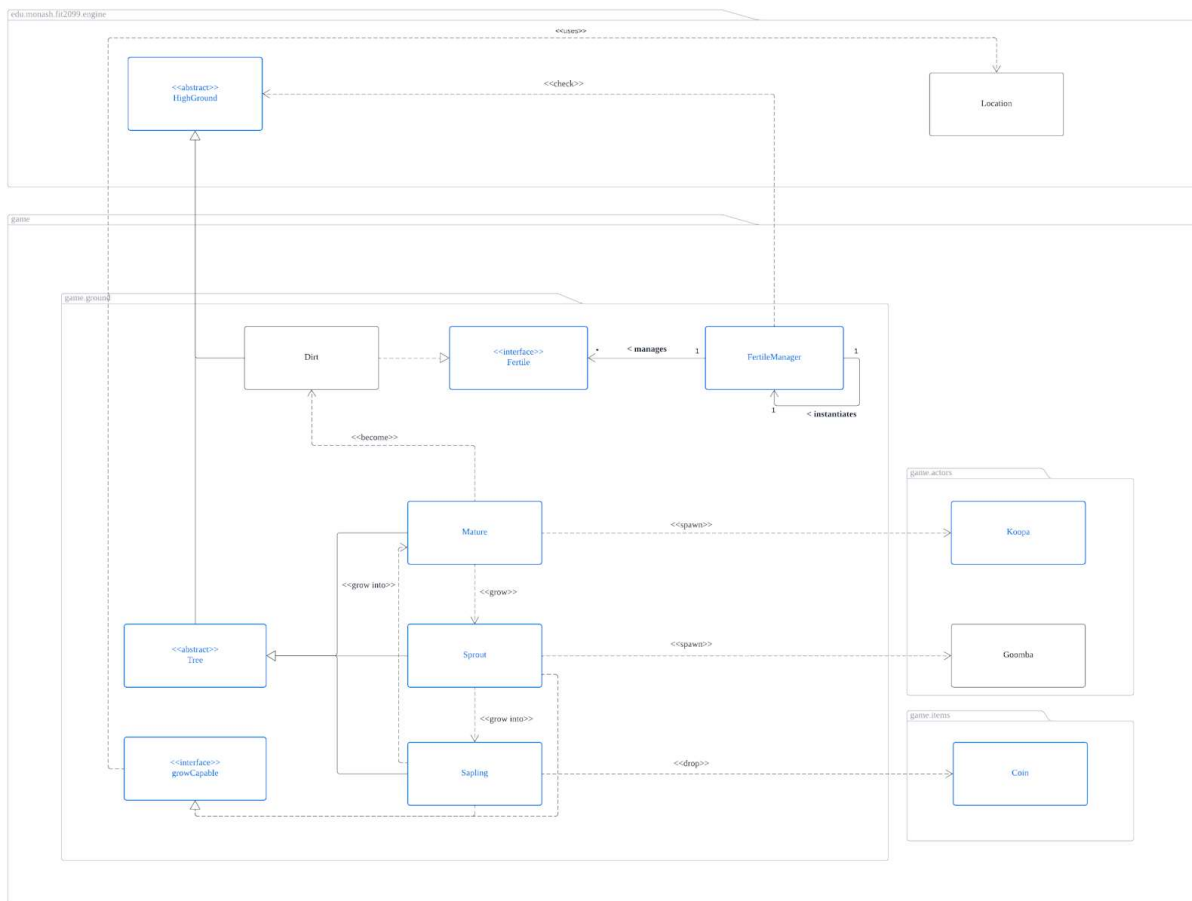 edu.monash.fit2099.engine
<<uses>>
<<abstract>>
HighGround
<<check>>
Location
game
game.ground
Dirt
<<interface>>
Fertile
*
< manages
1
FertileManager
1
1
< instantiates
<<become>>
game.actors
Mature
<<spawn>>
Koopa
<<grow into>>
<<grow>>
<<abstract>>
Tree
Sprout
<<spawn>>
Goomba
<<grow into>>
game.items
<<interface>>
growCapable
Sapling
<<drop>>
Coin